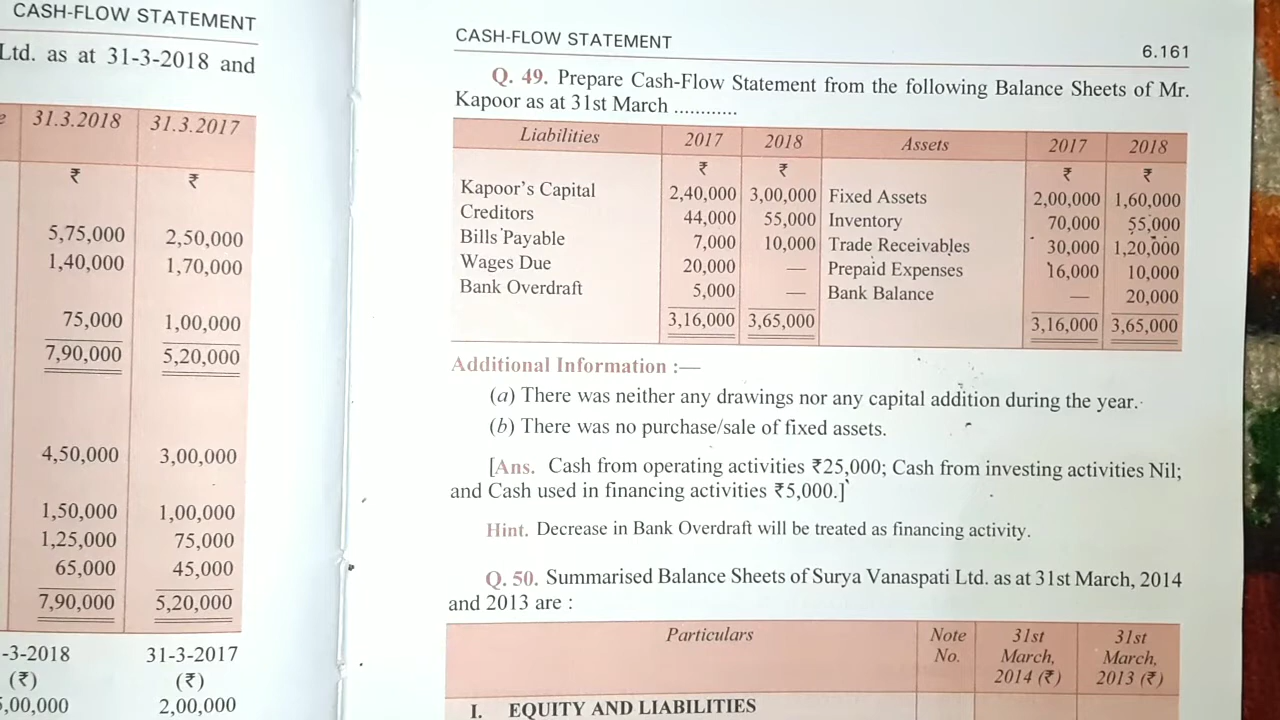 CASH-FLOW STATEMENT
Ltd. as at 31-3-2018 and
31.3.2018 31.3.2017
₹ ₹
5,75,000 2,50,000
1,40,000 1,70,000
75,000 1,00,000
7,90,000 5,20,000
4,50,000 3,00,000
1,50,000 1,00,000
1,25,000 75,000
65,000 45,000
7,90,000 5,20,000
-3-2018 31-3-2017
(₹) (₹)
,00,000 2,00,000
CASH-FLOW STATEMENT 6.161
Q. 49. Prepare Cash-Flow Statement from the following Balance Sheets of Mr.
Kapoor as at 31st March ............
Liabilities 2017 2018 Assets 2017 2018
₹ ₹ ₹ ₹
Kapoor's Capital 2,40,000 3,00,000 Fixed Assets 2,00,000 1,60,000
Creditors 44,000 55,000 Inventory 70,000 55,000
Bills Payable 7,000 10,000 Trade Receivables 30,000 1,20,000
Wages Due 20,000 — Prepaid Expenses 16,000 10,000
Bank Overdraft 5,000 — Bank Balance — 20,000
3,16,000 3,65,000 3,16,000 3,65,000
Additional Information :—
(a) There was neither any drawings nor any capital addition during the year.
(b) There was no purchase/sale of fixed assets.
[Ans. Cash from operating activities ₹25,000; Cash from investing activities Nil;
and Cash used in financing activities ₹5,000.]
Hint. Decrease in Bank Overdraft will be treated as financing activity.
Q. 50. Summarised Balance Sheets of Surya Vanaspati Ltd. as at 31st March, 2014
and 2013 are :
Particulars Note No. 31st March, 2014 (₹) 31st March, 2013 (₹)
I. EQUITY AND LIABILITIES